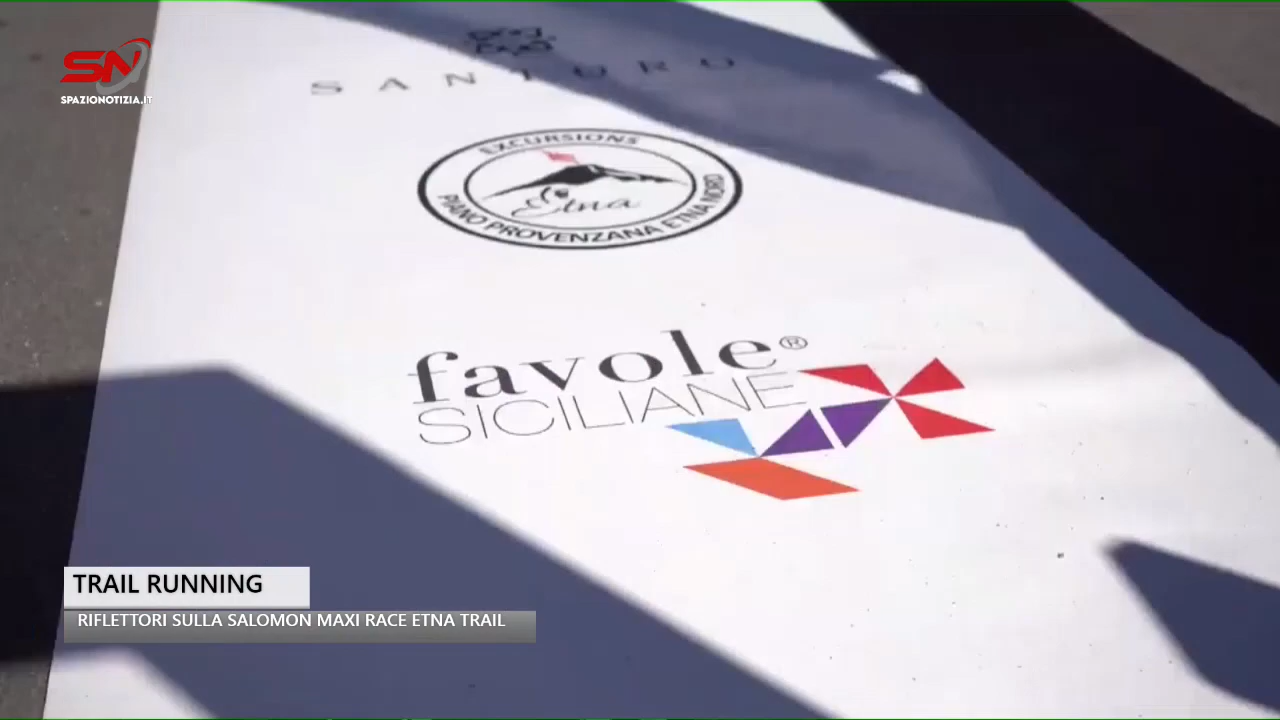 SN
SPAZIONOTIZIA.IT
SANTORO
EXCURSIONS
Etna
PIANO PROVENZANA ETNA NORD
favole®
SICILIANE
TRAIL RUNNING
RIFLETTORI SULLA SALOMON MAXI RACE ETNA TRAIL